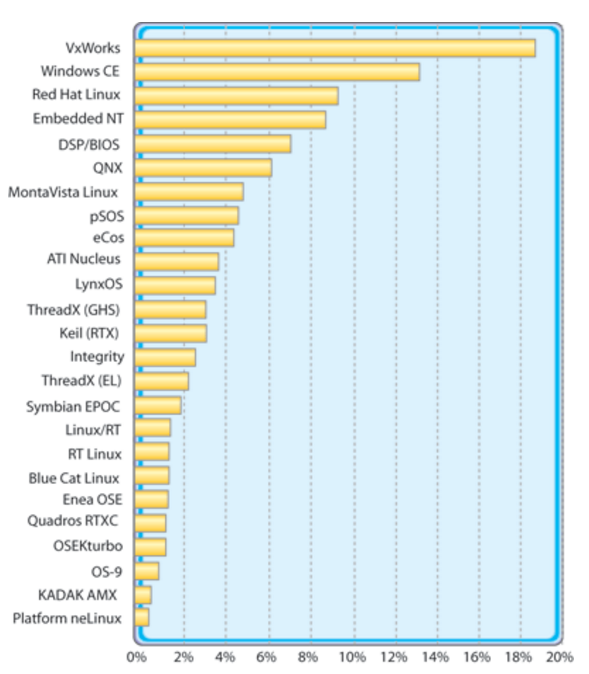 VxWorks
Windows CE
Red Hat Linux
Embedded NT
DSP/BIOS
QNX
MontaVista Linux
pSOS
eCos
ATI Nucleus
LynxOS
ThreadX (GHS)
Keil (RTX)
Integrity
ThreadX (EL)
Symbian EPOC
Linux/RT
RT Linux
Blue Cat Linux
Enea OSE
Quadros RTXC
OSEKturbo
OS-9
KADAK AMX
Platform neLinux
0% 2% 4% 6% 8% 10% 12% 14% 16% 18% 20%